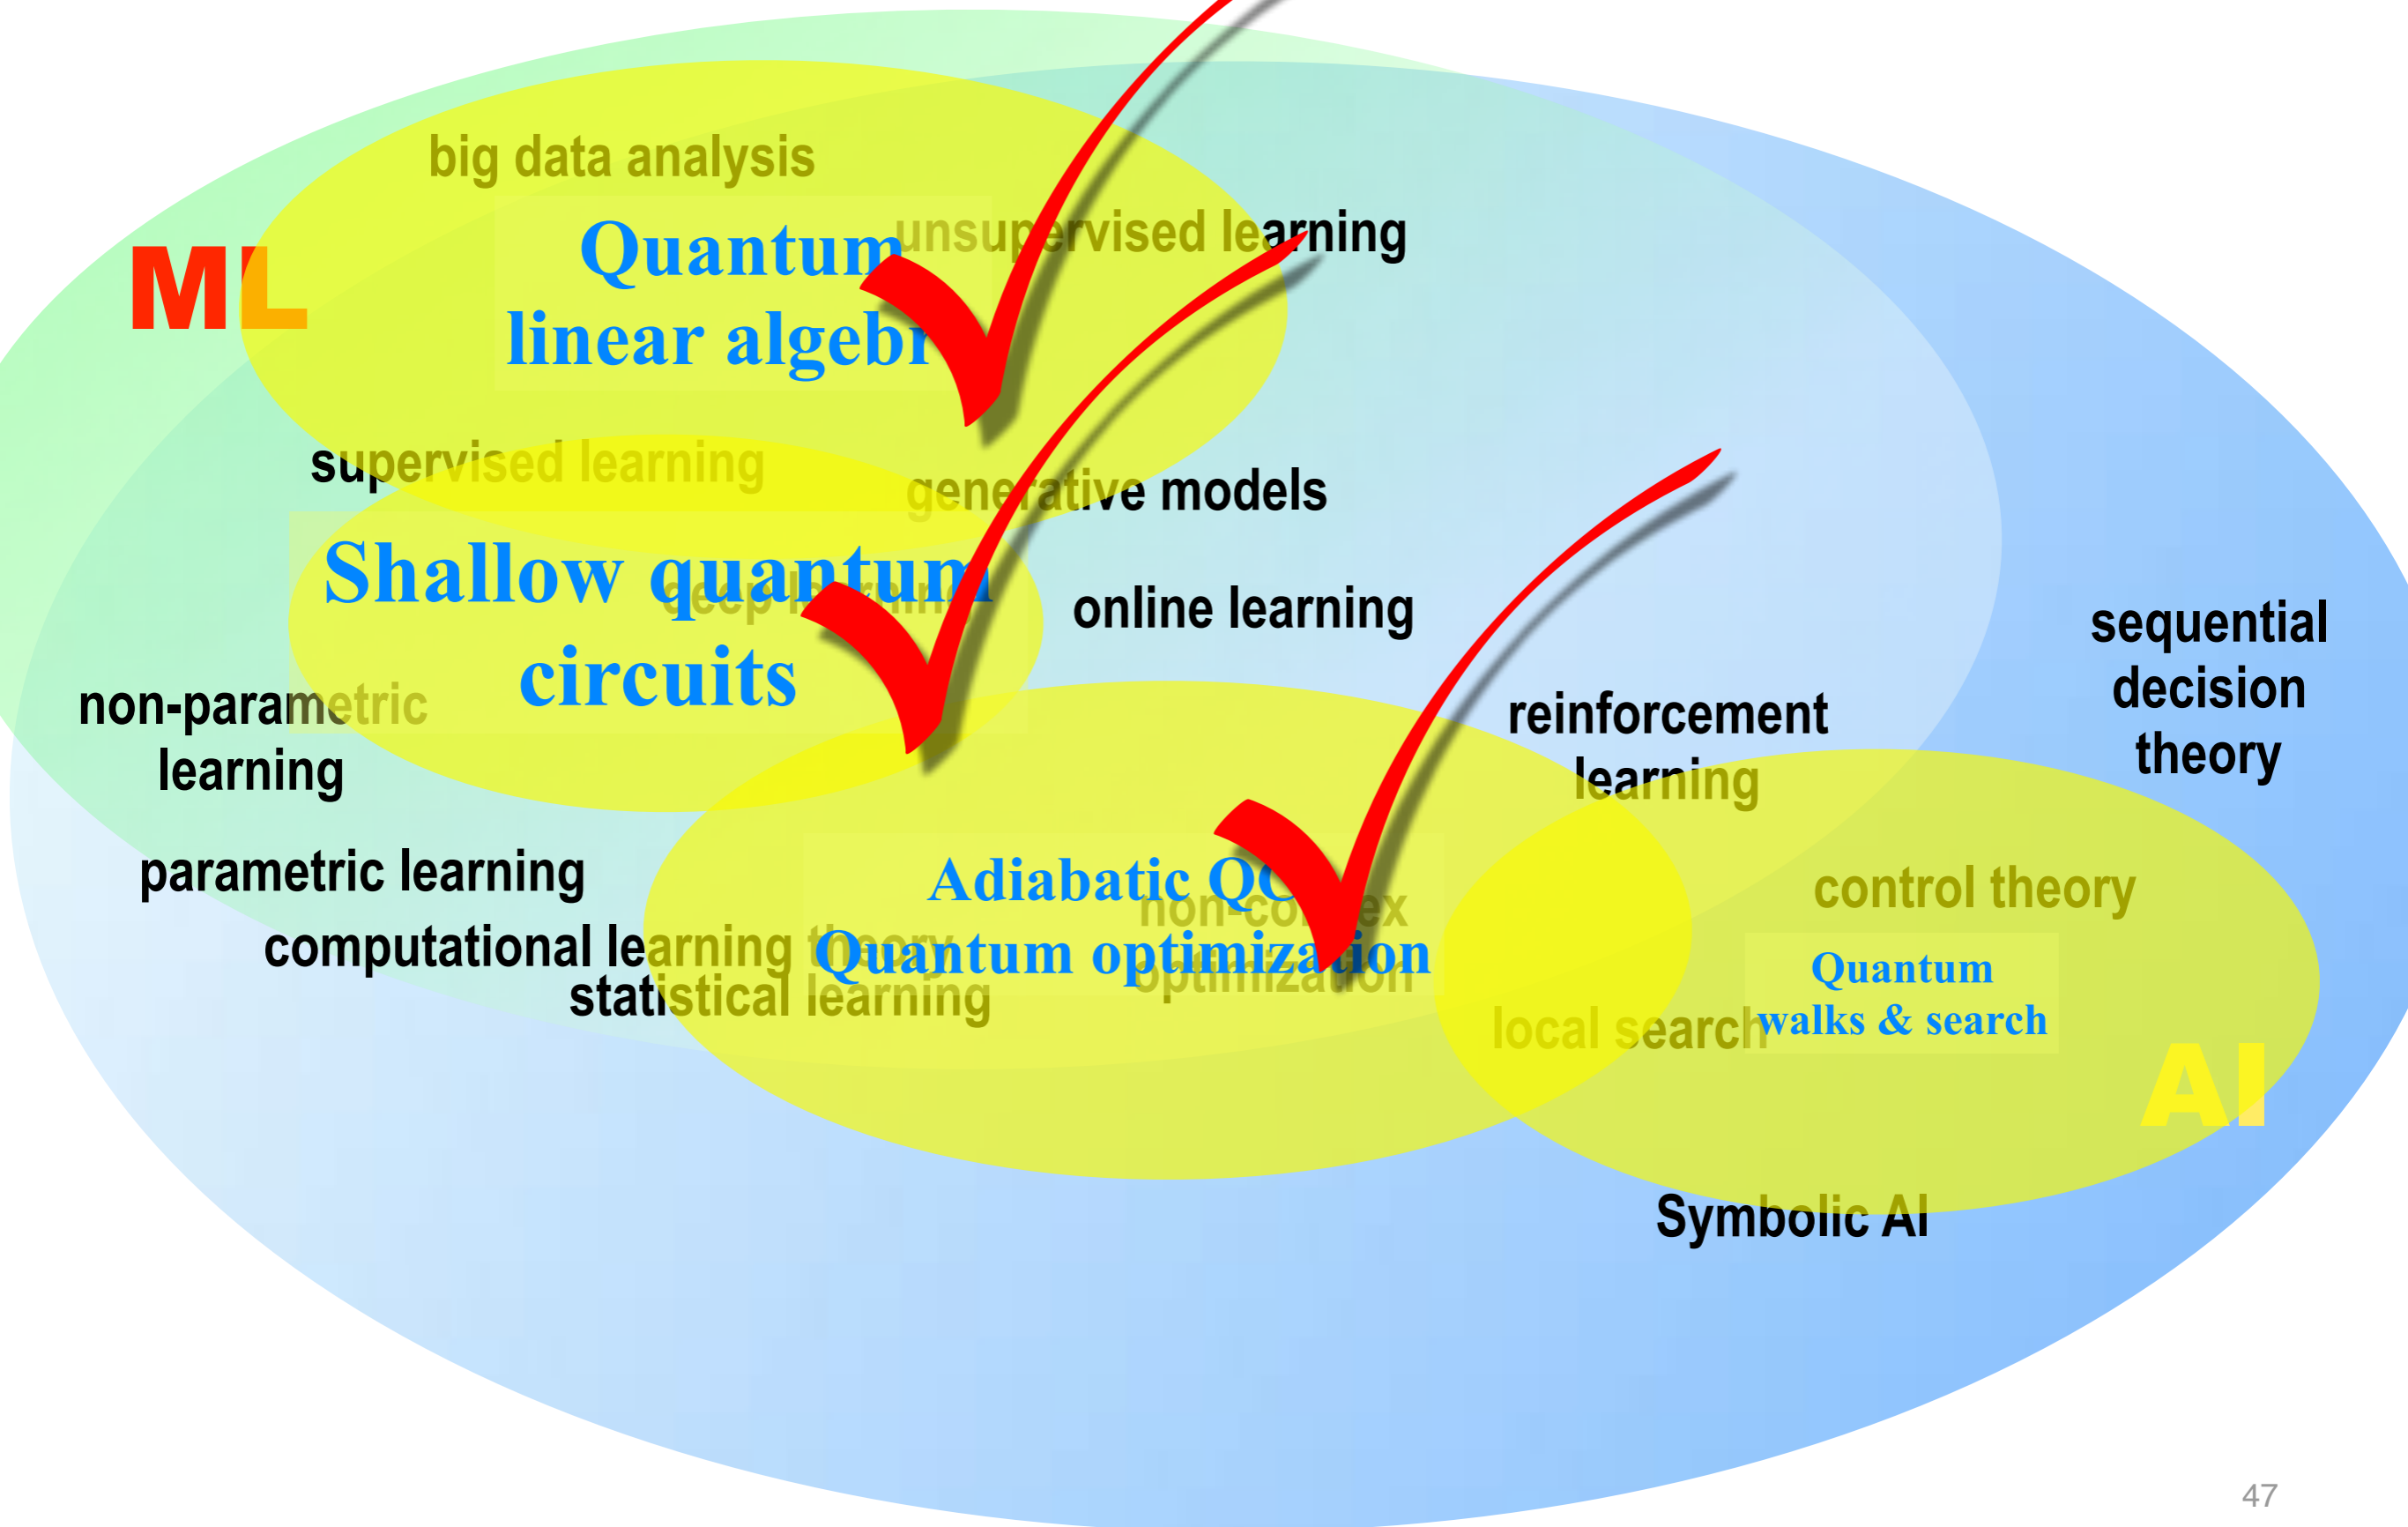 big data analysis
unsupervised learning
ML
Quantum
linear algebr
supervised learning
generative models
Shallow quantum
circuits
deep learning
online learning
sequential
decision
theory
non-parametric
learning
reinforcement
learning
parametric learning
Adiabatic QC
Quantum optimization
non-convex
optimization
control theory
computational learning theory
statistical learning
Quantum
walks & search
local search
AI
Symbolic AI
47